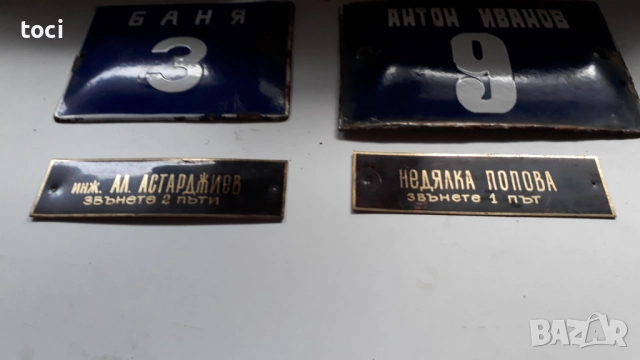 toci
БАНЯ
3
АНТОН ИВАНОВ
9
инж. АЛ. АСТАРДЖИЕВ
ЗВЪНЕТЕ 2 ПЪТИ
НЕДЯЛКА ПОПОВА
ЗВЪНЕТЕ 1 ПЪТ
BAZAR